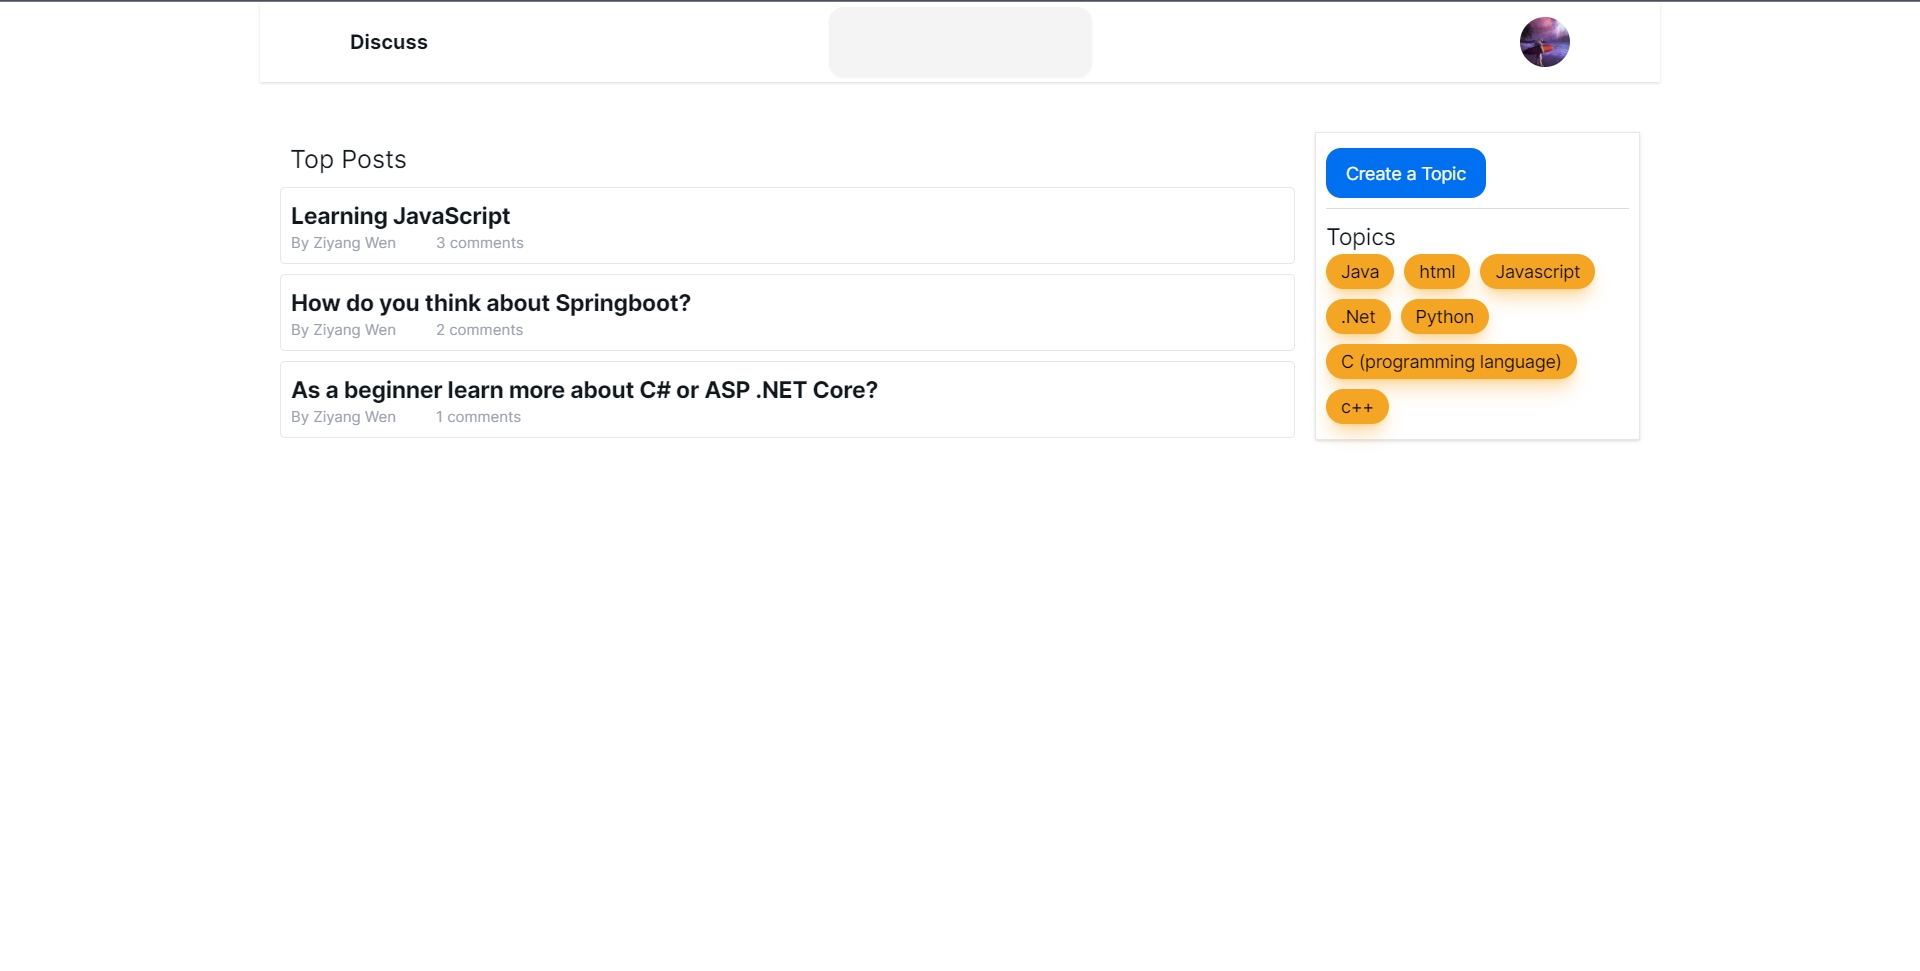 Discuss
Top Posts
Learning JavaScript
By Ziyang Wen 3 comments
How do you think about Springboot?
By Ziyang Wen 2 comments
As a beginner learn more about C# or ASP .NET Core?
By Ziyang Wen 1 comments
Create a Topic
Topics
Java html Javascript
.Net Python
C (programming language)
c++